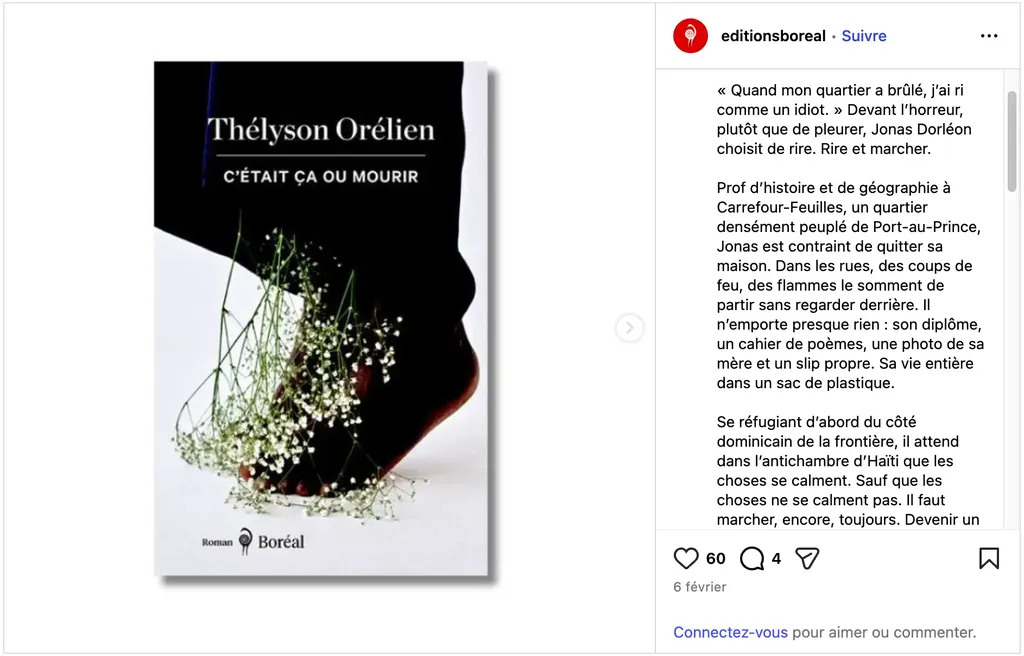 Thélyson Orélien
C'ÉTAIT ÇA OU MOURIR
Roman Boréal
editionsboreal • Suivre
« Quand mon quartier a brûlé, j'ai ri
comme un idiot. » Devant l'horreur,
plutôt que de pleurer, Jonas Dorléon
choisit de rire. Rire et marcher.
Prof d'histoire et de géographie à
Carrefour-Feuilles, un quartier
densément peuplé de Port-au-Prince,
Jonas est contraint de quitter sa
maison. Dans les rues, des coups de
feu, des flammes le somment de
partir sans regarder derrière. Il
n'emporte presque rien : son diplôme,
un cahier de poèmes, une photo de sa
mère et un slip propre. Sa vie entière
dans un sac de plastique.
Se réfugiant d'abord du côté
dominicain de la frontière, il attend
dans l'antichambre d'Haïti que les
choses se calment. Sauf que les
choses ne se calment pas. Il faut
marcher, encore, toujours. Devenir un
60 4
6 février
Connectez-vous pour aimer ou commenter.